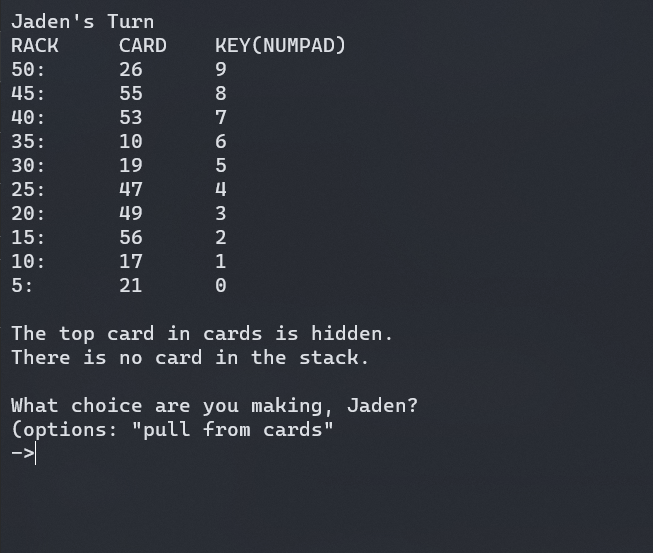 Jaden's Turn
RACK CARD KEY(NUMPAD)
50: 26 9
45: 55 8
40: 53 7
35: 10 6
30: 19 5
25: 47 4
20: 49 3
15: 56 2
10: 17 1
5: 21 0
The top card in cards is hidden.
There is no card in the stack.
What choice are you making, Jaden?
(options: "pull from cards"
->